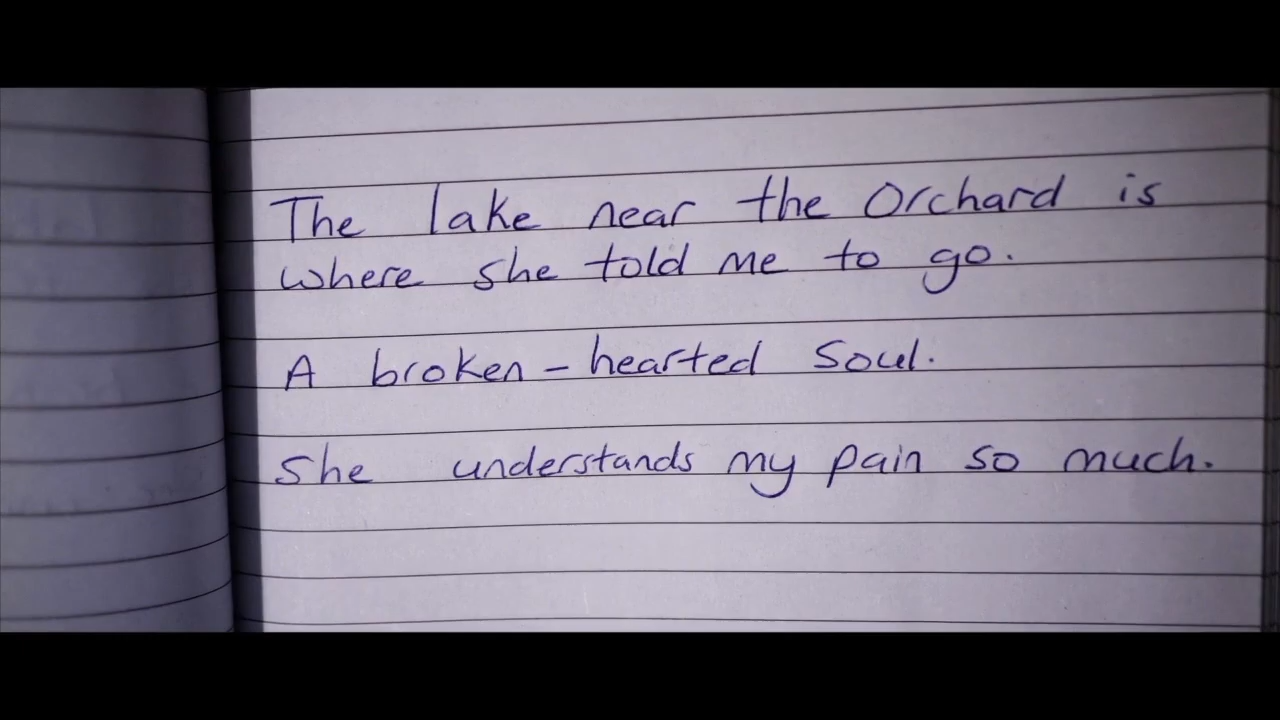 The lake near the Orchard is
where she told me to go.
A broken-hearted soul.
She understands my pain so much.